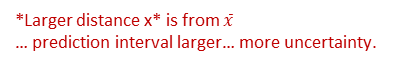 *Larger distance x* is from x̄
... prediction interval larger... more uncertainty.